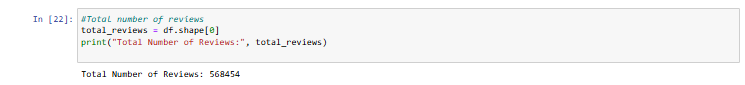 In [22]: #Total number of reviews
total_reviews = df.shape[0]
print("Total Number of Reviews:", total_reviews)
Total Number of Reviews: 568454